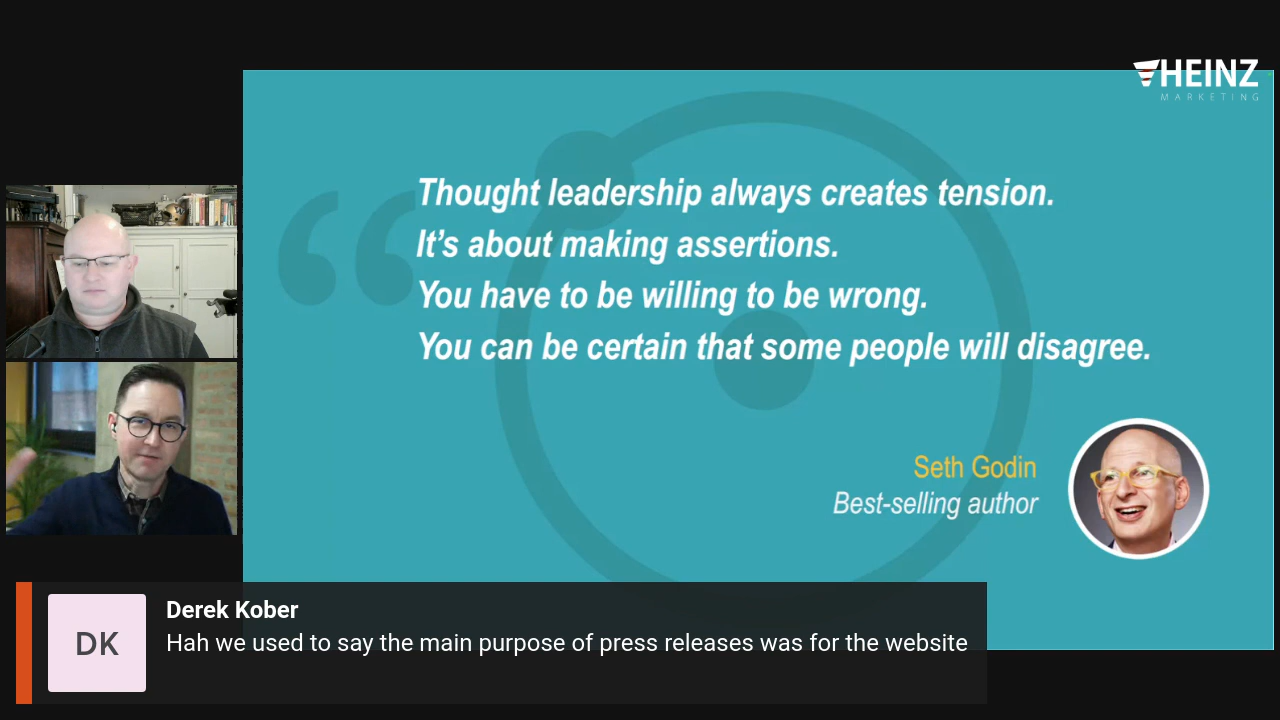 HEINZ
MARKETING
“
Thought leadership always creates tension.
It’s about making assertions.
You have to be willing to be wrong.
You can be certain that some people will disagree.
Seth Godin
Best-selling author
DK
Derek Kober
Hah we used to say the main purpose of press releases was for the website